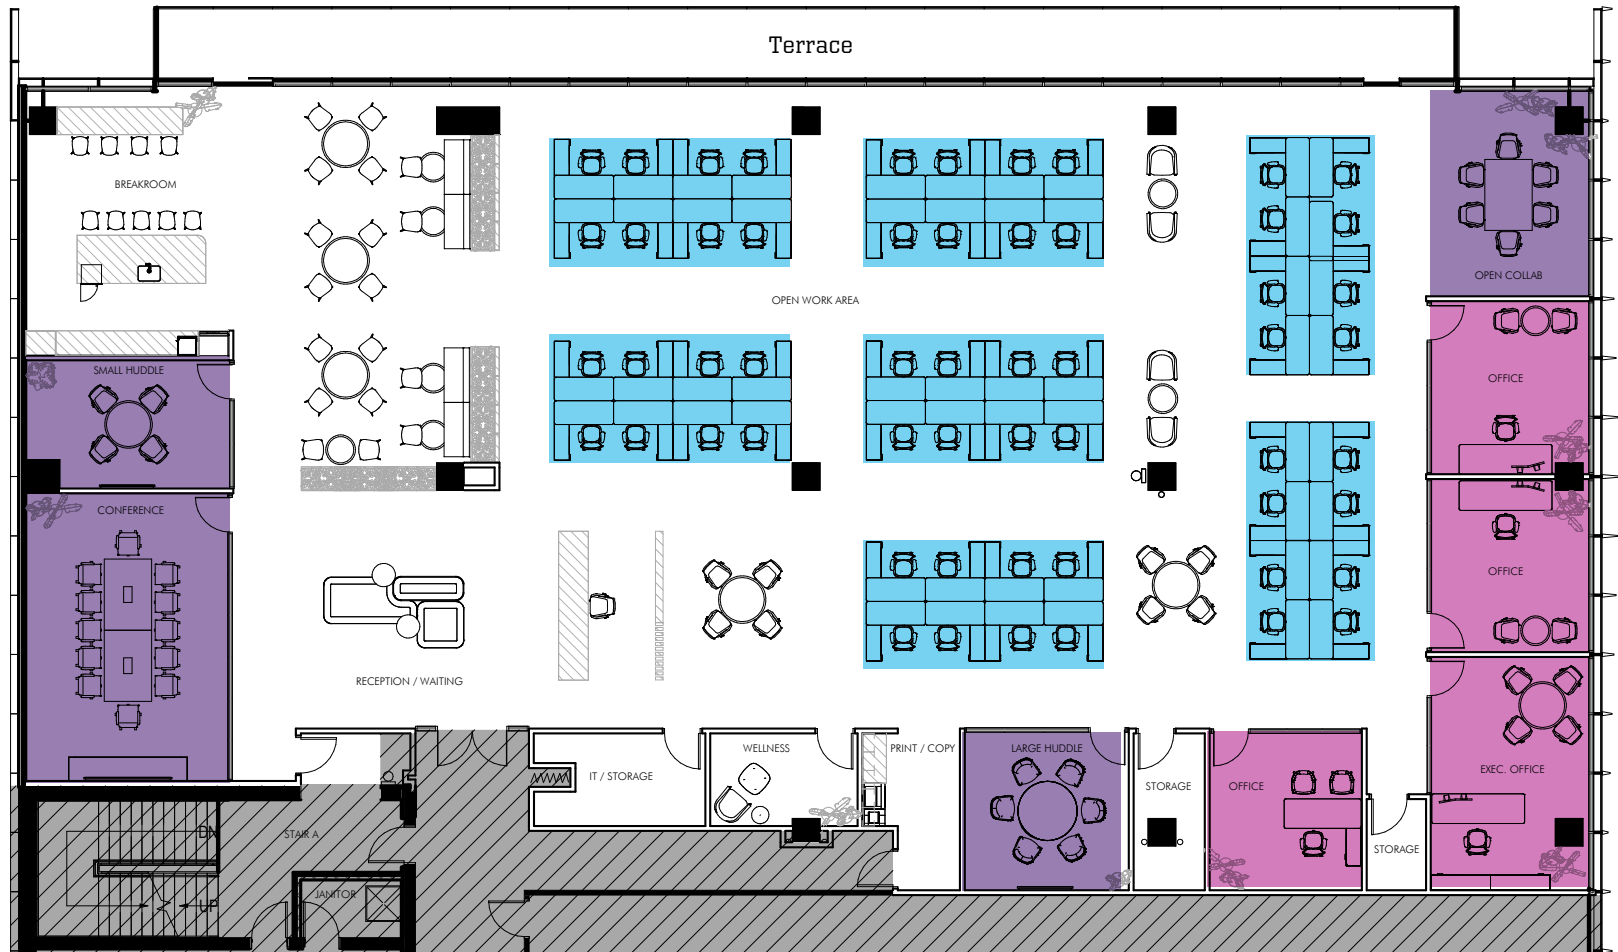 Terrace
BREAKROOM
OPEN COLLAB
OPEN WORK AREA
SMALL HUDDLE
OFFICE
CONFERENCE
OFFICE
RECEPTION / WAITING
IT / STORAGE
WELLNESS
PRINT / COPY
LARGE HUDDLE
STORAGE
OFFICE
EXEC. OFFICE
STORAGE
DN
STAIR A
JANITOR
UP